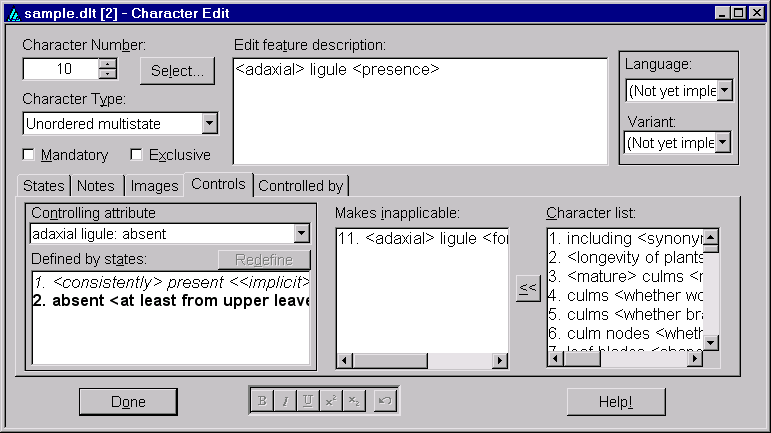 sample.dlt [2] - Character Edit
Character Number:
10
Select...
Character Type:
Unordered multistate
Mandatory
Exclusive
Edit feature description:
<adaxial> ligule <presence>
Language:
(Not yet imple
Variant:
(Not yet imple
States
Notes
Images
Controls
Controlled by
Controlling attribute
adaxial ligule: absent
Defined by states:
Redefine
1. <consistently> present <<implicit>
2. absent <at least from upper leave
Makes inapplicable:
11. <adaxial> ligule <for
<<
Character list:
1. including <synonyn
2. <longevity of plants
3. <mature> culms <r
4. culms <whether wo
5. culms <whether bra
6. culm nodes <wheth
7. leaf blades <shape
Done
B
I
U
x²
x₂
Help!